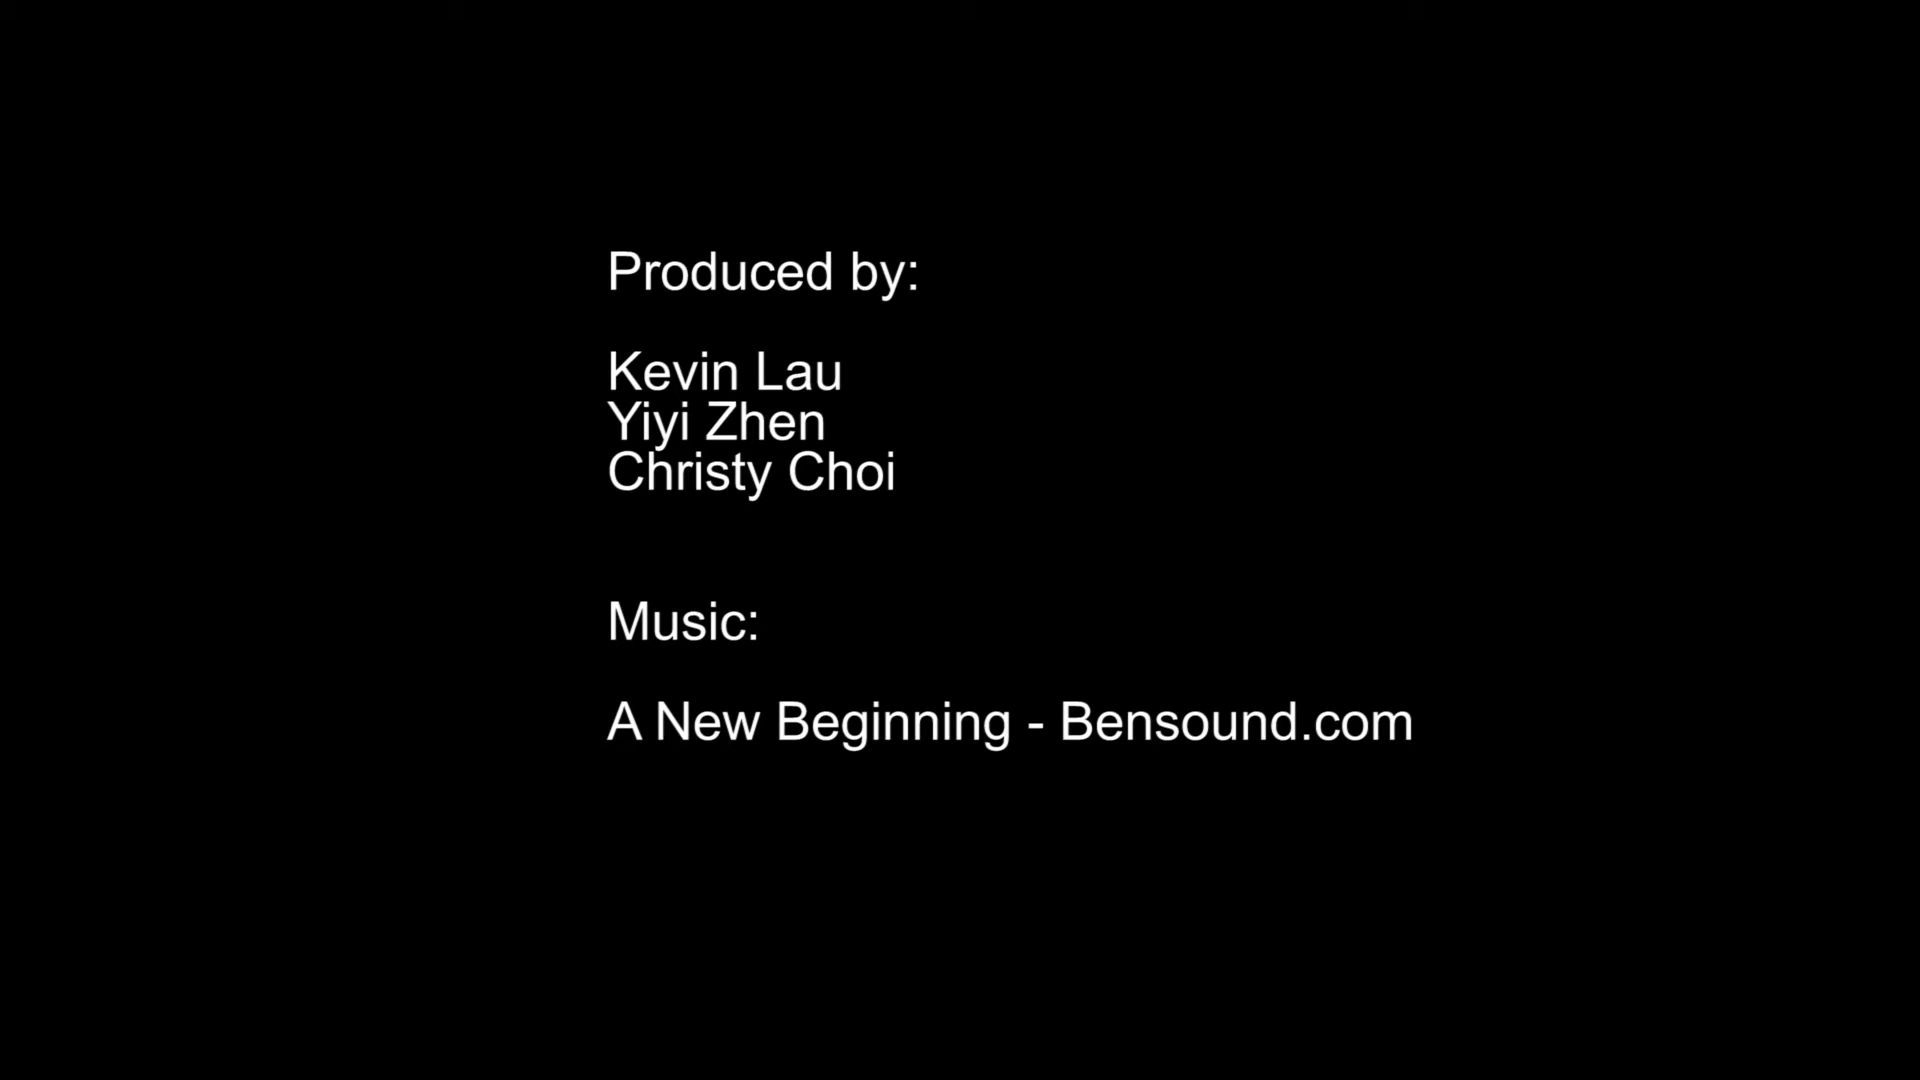 Produced by:
Kevin Lau
Yiyi Zhen
Christy Choi
Music:
A New Beginning - Bensound.com